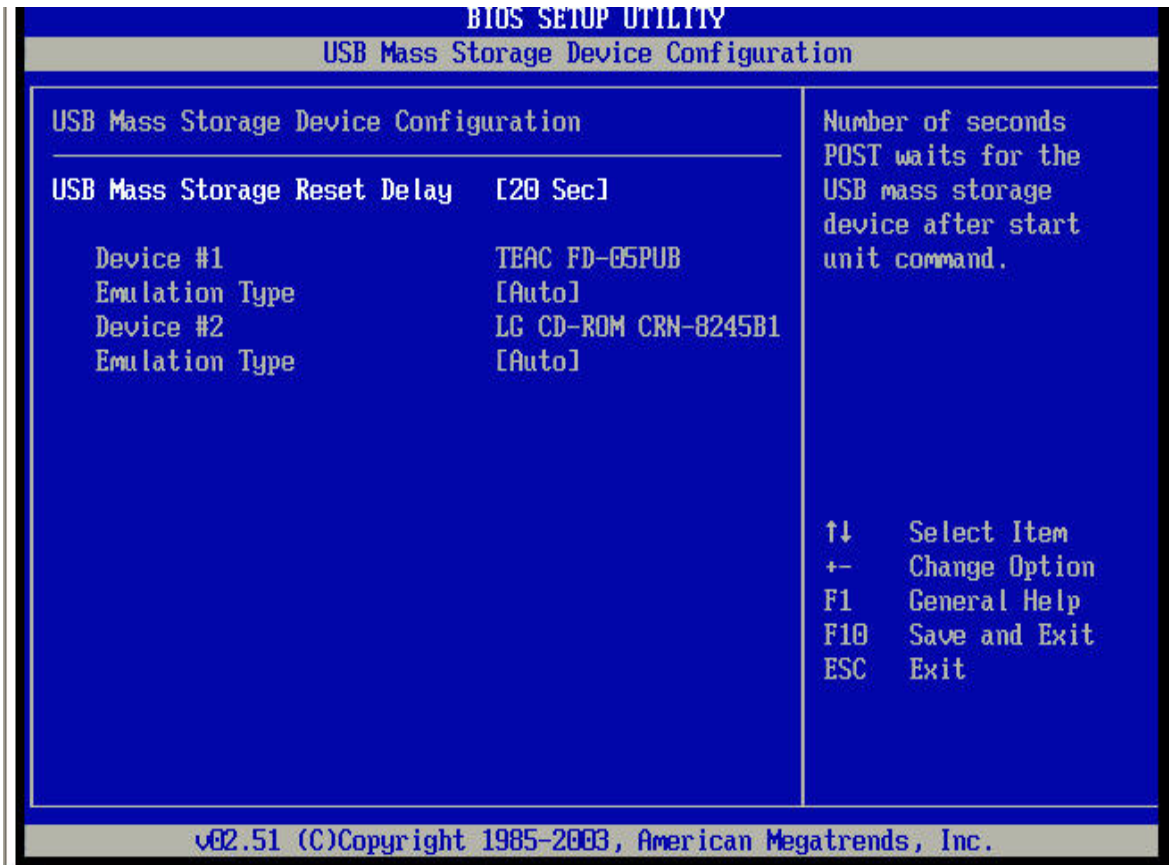 BIOS SETUP UTILITY
USB Mass Storage Device Configuration
USB Mass Storage Device Configuration
USB Mass Storage Reset Delay [20 Sec]
Device #1 TEAC FD-05PUB
Emulation Type [Auto]
Device #2 LG CD-ROM CRN-8245B1
Emulation Type [Auto]
Number of seconds
POST waits for the
USB mass storage
device after start
unit command.
↑↓ Select Item
+- Change Option
F1 General Help
F10 Save and Exit
ESC Exit
v02.51 (C)Copyright 1985-2003, American Megatrends, Inc.